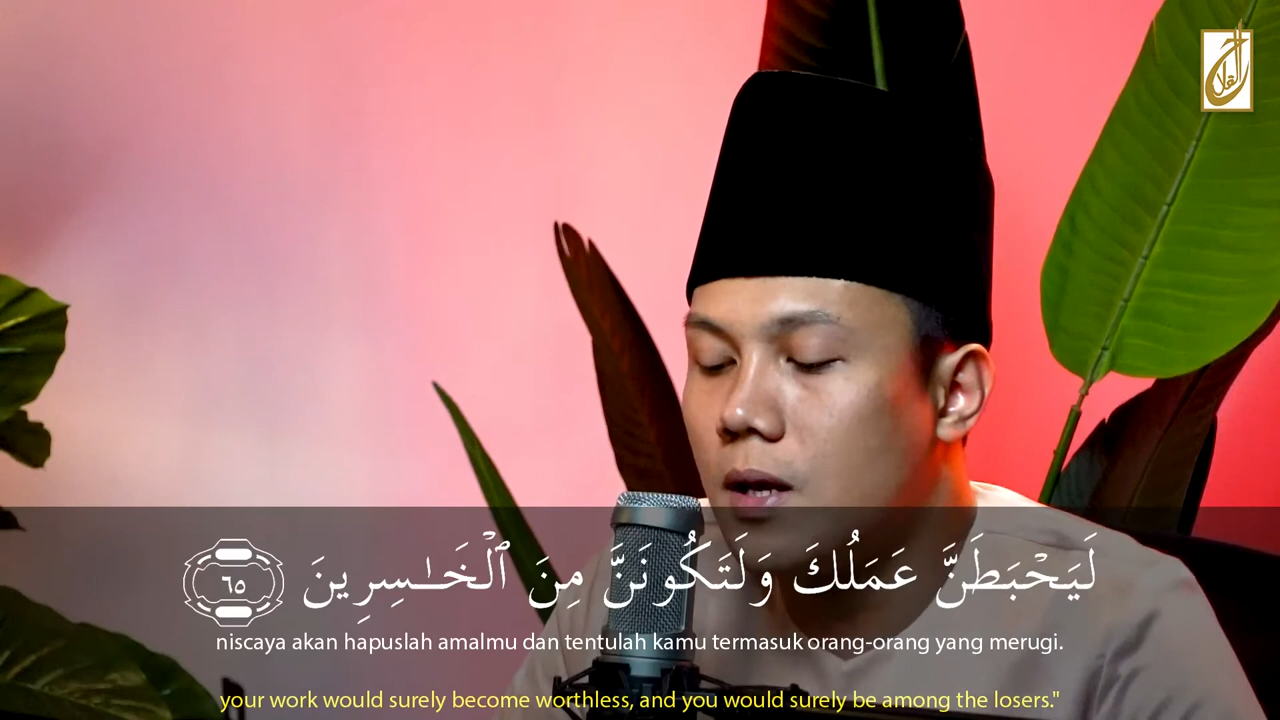 لَيَحْبَطَنَّ عَمَلُكَ وَلَتَكُونَنَّ مِنَ ٱلْخَـٰسِرِينَ ٦٥
niscaya akan hapuslah amalmu dan tentulah kamu termasuk orang-orang yang merugi.
your work would surely become worthless, and you would surely be among the losers."